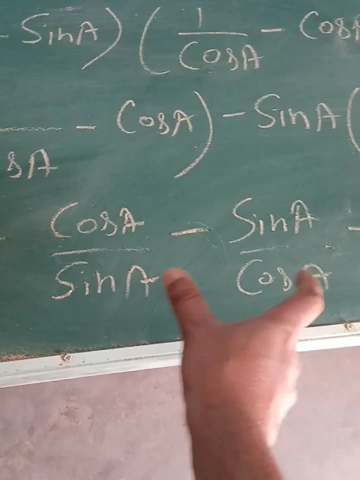 - SinA) ( 1/CosA - Cos
- CosA) - SinA (
sA
CosA/SinA - SinA/CosA -